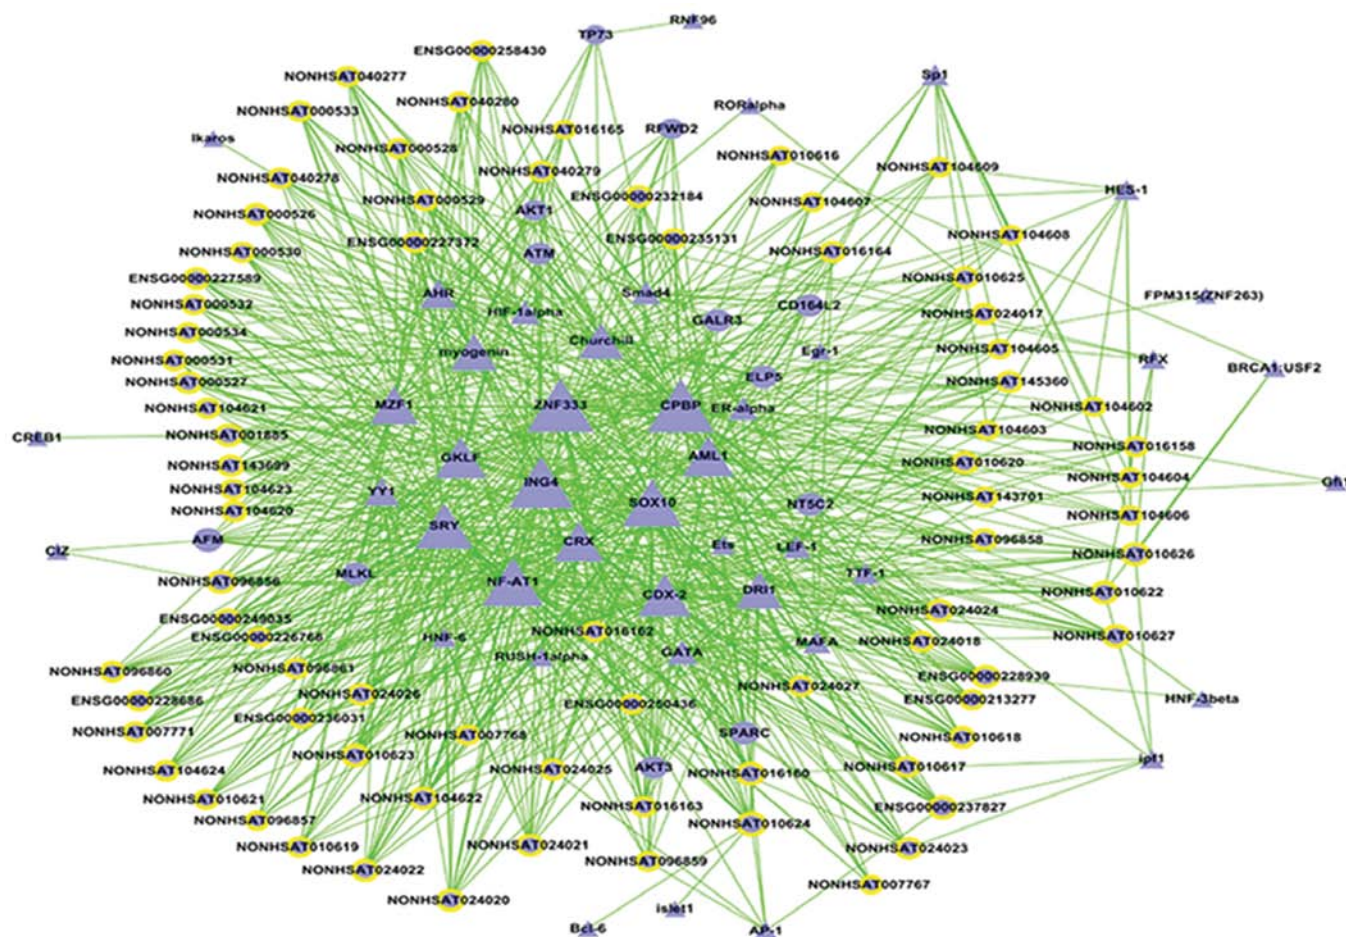 RNF96
TP73
ENSG00000258430
NONHSAT040277
Sp1
NONHSAT040280
RORalpha
NONHSAT000533
NONHSAT016165
RFWD2
Ikaros
NONHSAT000528
NONHSAT010616
NONHSAT104609
NONHSAT040279
NONHSAT040278
HES-1
NONHSAT000529
ENSG00000232184
NONHSAT104607
AKT1
NONHSAT000526
NONHSAT104608
ENSG00000227372
ENSG00000235131
NONHSAT000530
ATM
NONHSAT016164
ENSG00000227589
NONHSAT010625
AHR
Smad4
FPM315(ZNF263)
NONHSAT000532
CD164L2
HIF-1alpha
NONHSAT024017
GALR3
NONHSAT000534
Churchill
NONHSAT104605
myogenin
Egr-1
NONHSAT000531
RFX
BRCA1:USF2
ELP5
NONHSAT000527
NONHSAT145360
MZF1
ZNF333
CPBP
ER-alpha
NONHSAT104602
NONHSAT104621
NONHSAT104603
CREB1
NONHSAT001885
NONHSAT016158
GKLF
AML1
NONHSAT010620
NONHSAT143699
NONHSAT104604
ING4
Gfi1
NONHSAT104623
YY1
NONHSAT143701
SOX10
NT5C2
NONHSAT104620
NONHSAT104606
SRY
AFM
CRX
NONHSAT096858
Ets
LEF-1
CIZ
NONHSAT010626
MLKL
TTF-1
NONHSAT096856
NF-AT1
CDX-2
DRI1
NONHSAT010622
NONHSAT024024
ENSG00000249035
NONHSAT016162
NONHSAT010627
ENSG00000226766
HNF-6
MAFA
NONHSAT024018
RUSH-1alpha
GATA
NONHSAT096860
NONHSAT096861
ENSG00000228939
NONHSAT024026
NONHSAT024027
ENSG00000228686
ENSG00000213277
HNF-3beta
ENSG00000260436
ENSG00000236031
NONHSAT007771
NONHSAT007768
SPARC
NONHSAT010618
NONHSAT010623
ipf1
NONHSAT104624
NONHSAT024025
AKT3
NONHSAT016160
NONHSAT010617
NONHSAT010621
NONHSAT104622
NONHSAT016163
ENSG00000237827
NONHSAT096857
NONHSAT010624
NONHSAT010619
NONHSAT024021
NONHSAT024023
NONHSAT096859
NONHSAT024022
NONHSAT007767
NONHSAT024020
islet1
Bcl-6
AP-1